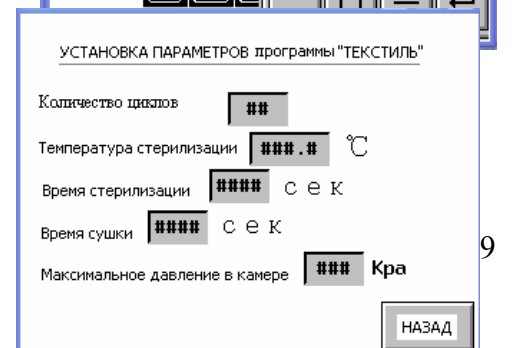 УСТАНОВКА ПАРАМЕТРОВ программы "ТЕКСТИЛЬ"
Количество циклов ##
Температура стерилизации ###.# °C
Время стерилизации #### сек
Время сушки #### сек
Максимальное давление в камере ### Кра
НАЗАД
9